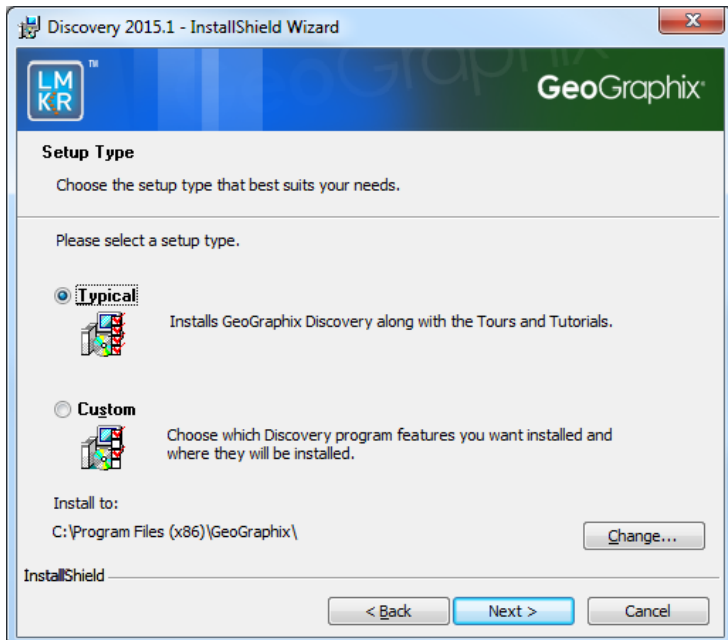 Discovery 2015.1 - InstallShield Wizard
LMKR™
GeoGraphix
Setup Type
Choose the setup type that best suits your needs.
Please select a setup type.
Typical
Installs GeoGraphix Discovery along with the Tours and Tutorials.
Custom
Choose which Discovery program features you want installed and
where they will be installed.
Install to:
C:\Program Files (x86)\GeoGraphix\
Change...
InstallShield
< Back
Next >
Cancel